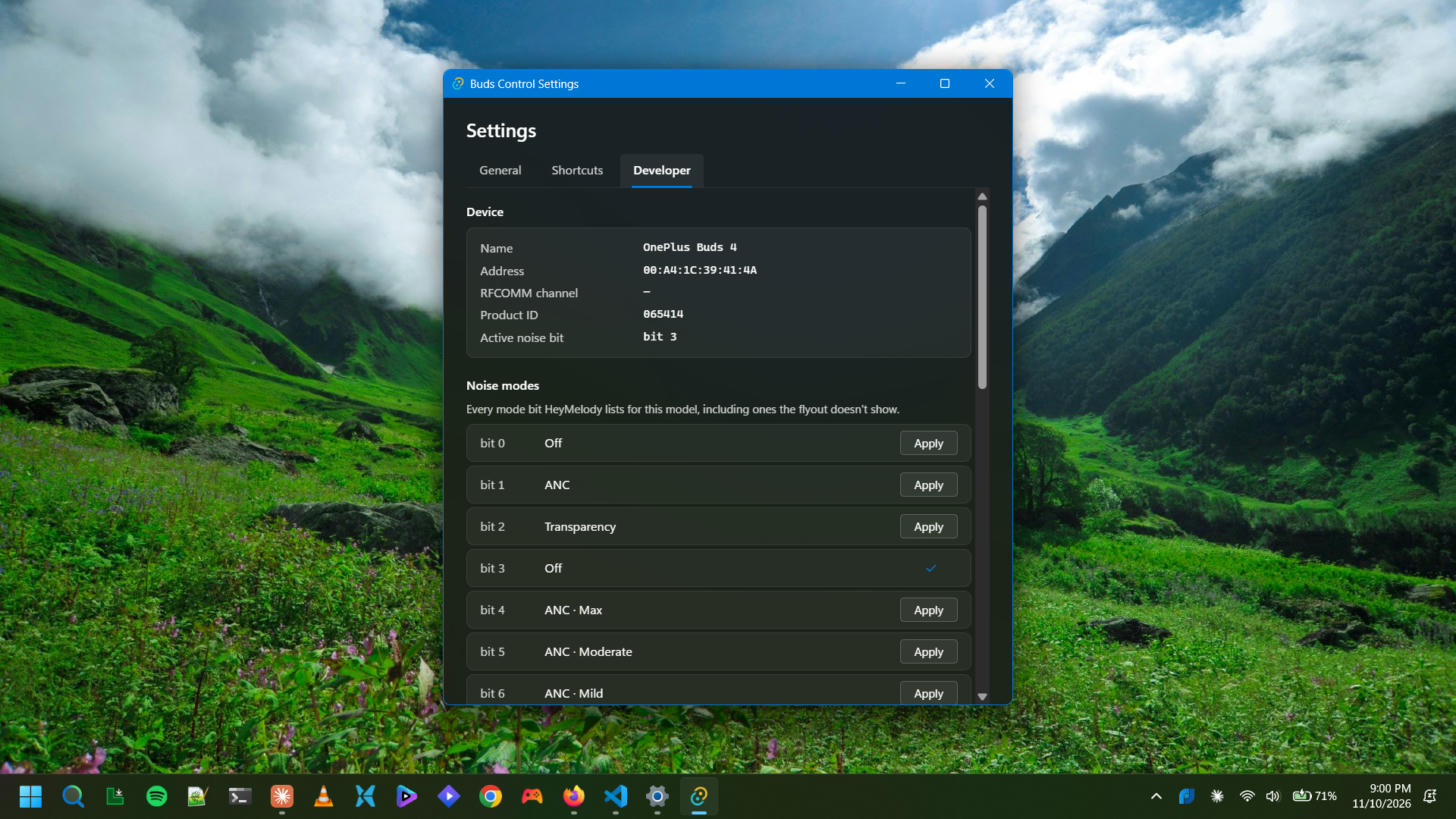 Buds Control Settings
Settings
General Shortcuts Developer
Device
Name OnePlus Buds 4
Address 00:A4:1C:39:41:4A
RFCOMM channel —
Product ID 065414
Active noise bit bit 3
Noise modes
Every mode bit HeyMelody lists for this model, including ones the flyout doesn't show.
bit 0 Off Apply
bit 1 ANC Apply
bit 2 Transparency Apply
bit 3 Off
bit 4 ANC · Max Apply
bit 5 ANC · Moderate Apply
bit 6 ANC · Mild Apply
71%
9:00 PM
11/10/2026